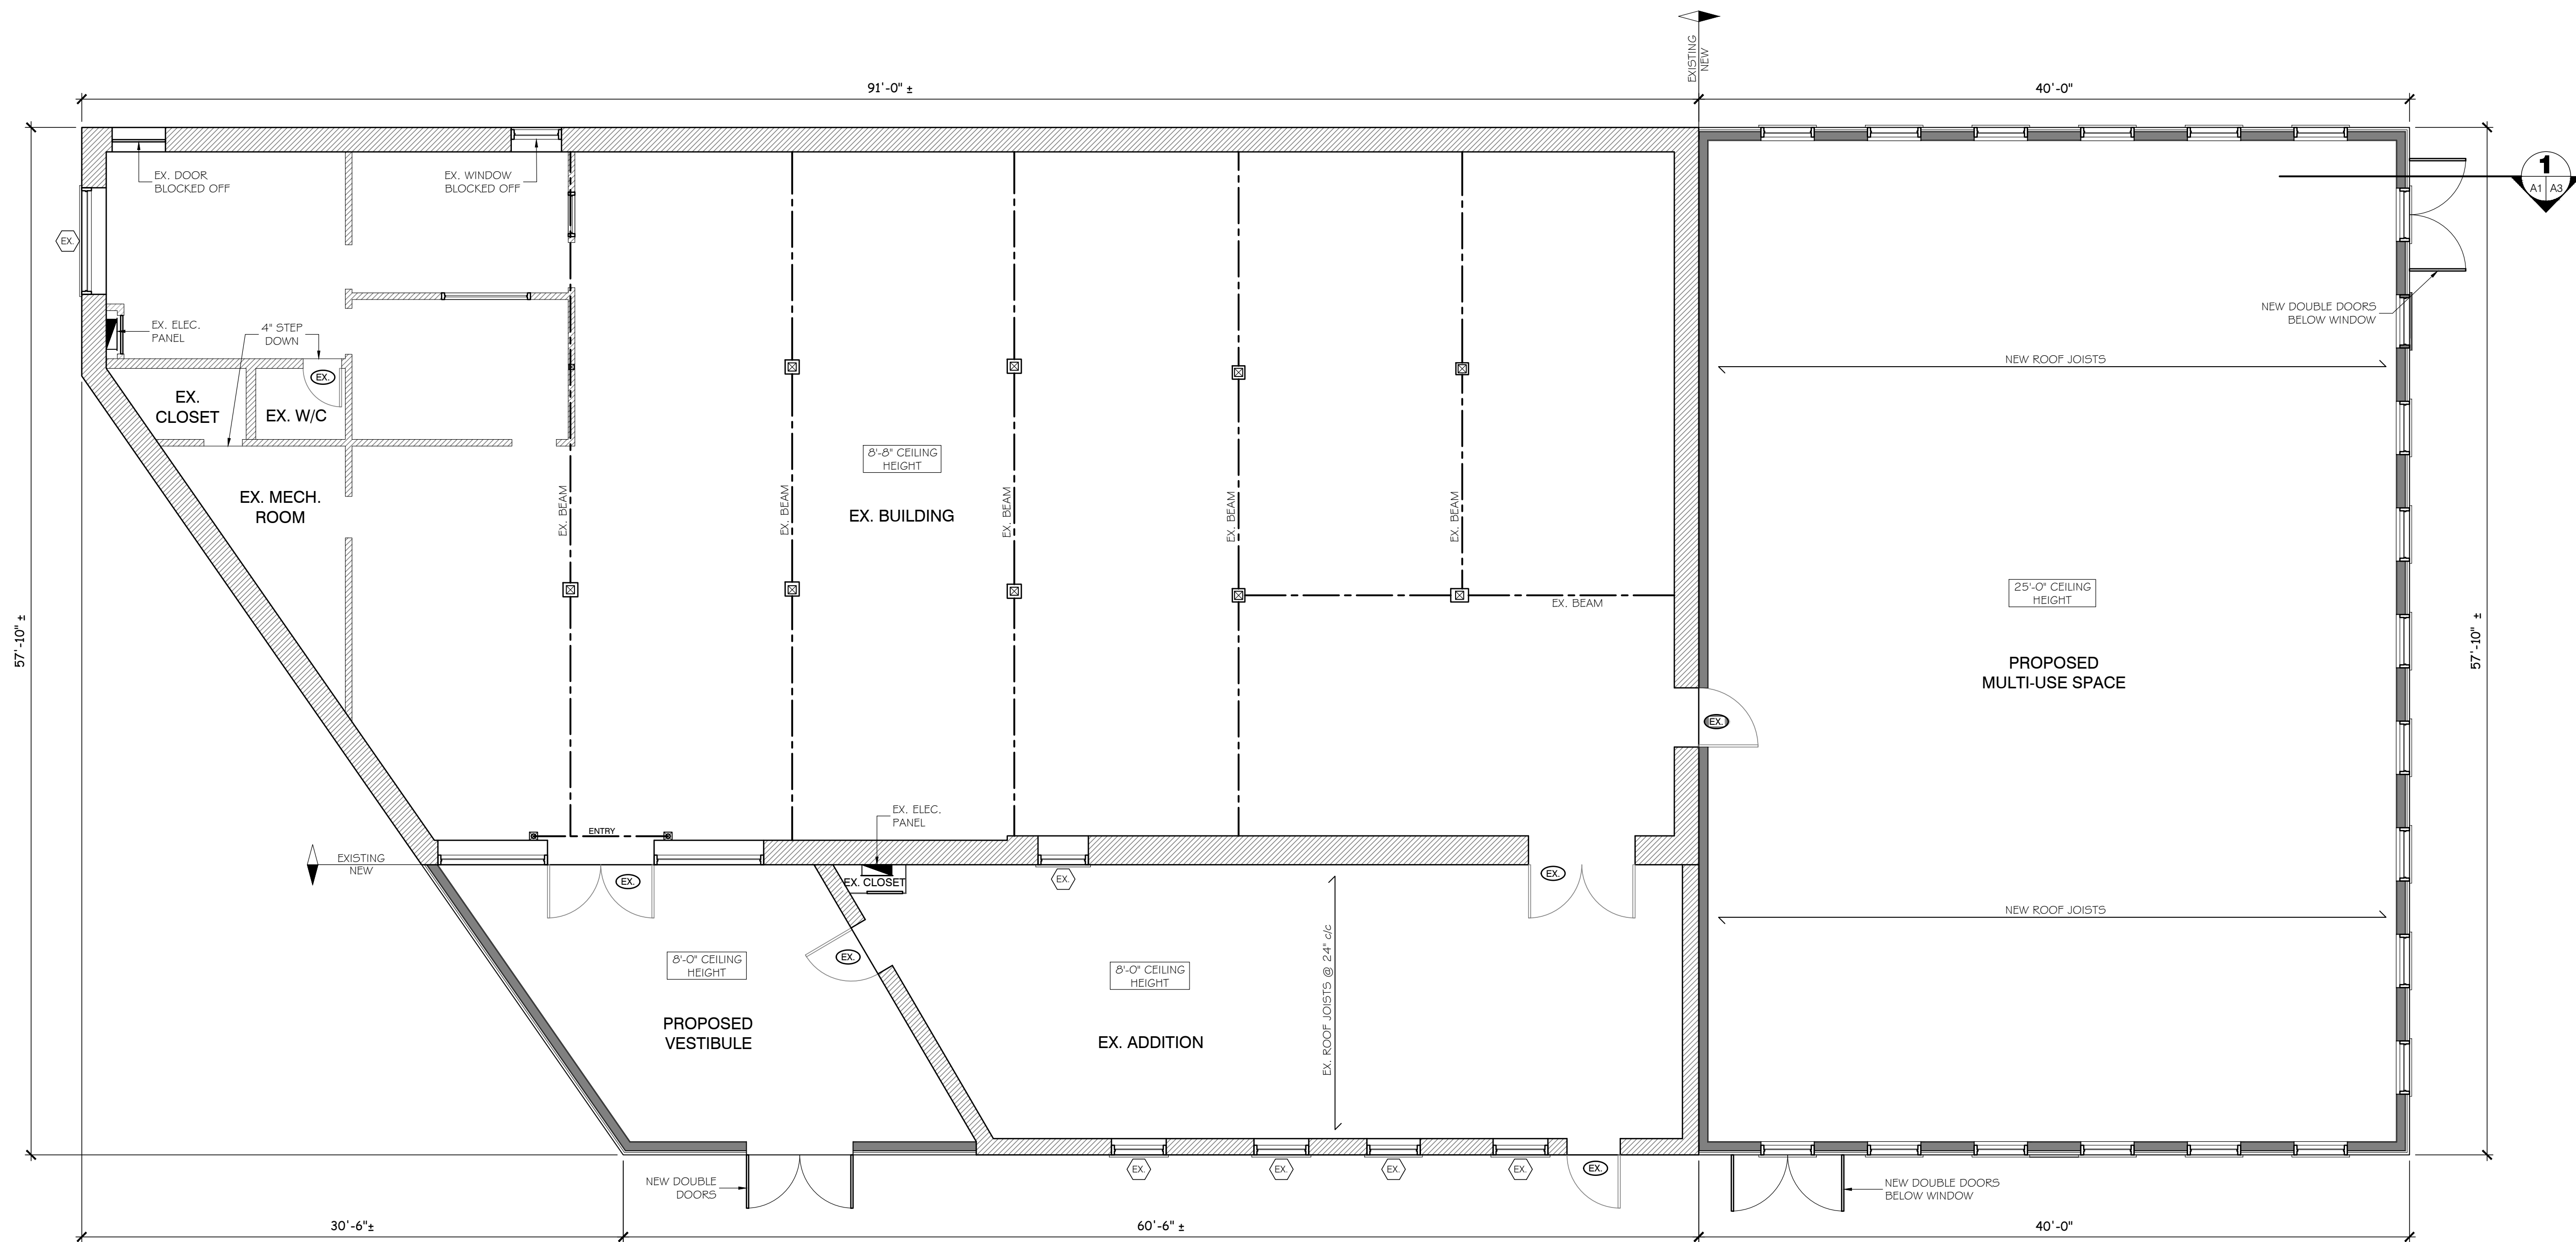 EXISTING
NEW
91'-0" ±
40'-0"
1
A1 A3
EX. DOOR
BLOCKED OFF
EX. WINDOW
BLOCKED OFF
EX.
EX. ELEC.
PANEL
4" STEP
DOWN
NEW DOUBLE DOORS
BELOW WINDOW
NEW ROOF JOISTS
EX.
EX.
CLOSET
EX. W/C
8'-8" CEILING
HEIGHT
EX. MECH.
ROOM
EX. BEAM
EX. BEAM
EX. BUILDING
EX. BEAM
EX. BEAM
EX. BEAM
EX. BEAM
25'-0" CEILING
HEIGHT
57'-10" ±
57'-10" ±
PROPOSED
MULTI-USE SPACE
EX.
EX. ELEC.
PANEL
ENTRY
EXISTING
NEW
EX.
EX. CLOSET
EX.
EX.
NEW ROOF JOISTS
8'-0" CEILING
HEIGHT
EX.
8'-0" CEILING
HEIGHT
EX. ROOF JOISTS @ 24" c/c
PROPOSED
VESTIBULE
EX. ADDITION
EX.
EX.
EX.
EX.
EX.
NEW DOUBLE
DOORS
NEW DOUBLE DOORS
BELOW WINDOW
30'-6"±
60'-6" ±
40'-0"